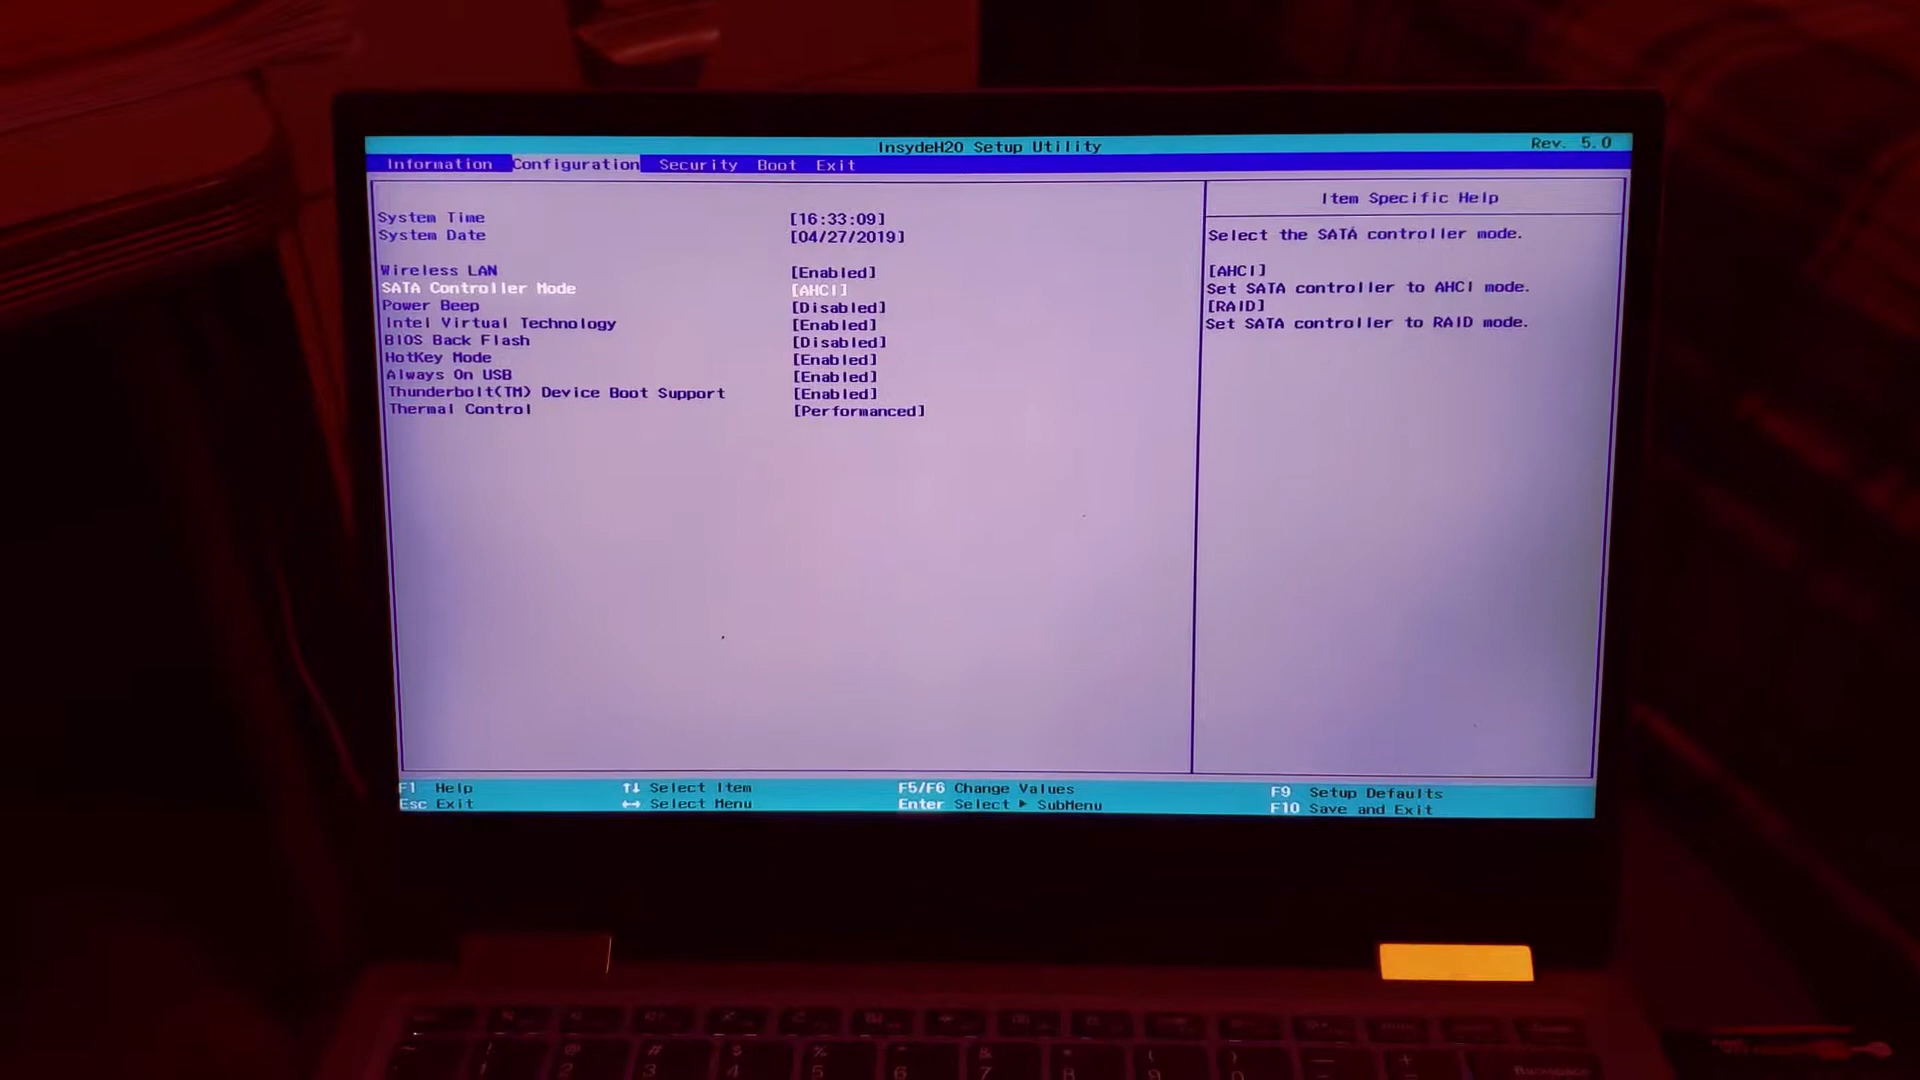 InsydeH2O Setup Utility Rev. 5.0
Information Configuration Security Boot Exit
Item Specific Help
System Time [16:33:09]
System Date [04/27/2019]
Wireless LAN [Enabled]
SATA Controller Mode [AHCI]
Power Beep [Disabled]
Intel Virtual Technology [Enabled]
BIOS Back Flash [Disabled]
HotKey Mode [Enabled]
Always On USB [Enabled]
Thunderbolt(TM) Device Boot Support [Enabled]
Thermal Control [Performanced]
Select the SATA controller mode.
[AHCI]
Set SATA controller to AHCI mode.
[RAID]
Set SATA controller to RAID mode.
F1 Help ↑↓ Select Item F5/F6 Change Values F9 Setup Defaults
Esc Exit ↔ Select Menu Enter Select ▶ SubMenu F10 Save and Exit
Backspace